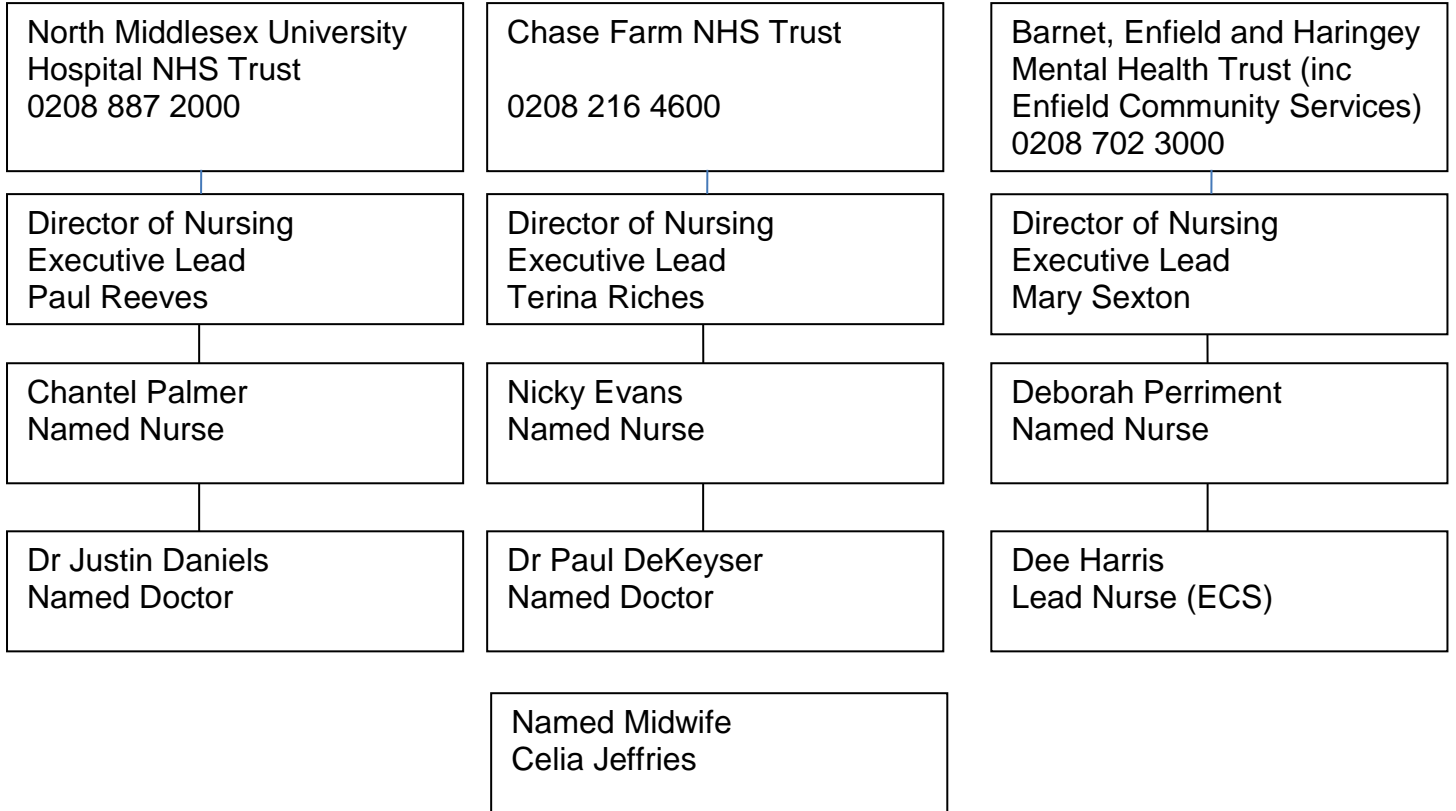 North Middlesex University
Hospital NHS Trust
0208 887 2000
Chase Farm NHS Trust
0208 216 4600
Barnet, Enfield and Haringey
Mental Health Trust (inc
Enfield Community Services)
0208 702 3000
Director of Nursing
Executive Lead
Paul Reeves
Director of Nursing
Executive Lead
Terina Riches
Director of Nursing
Executive Lead
Mary Sexton
Chantel Palmer
Named Nurse
Nicky Evans
Named Nurse
Deborah Perriment
Named Nurse
Dr Justin Daniels
Named Doctor
Dr Paul DeKeyser
Named Doctor
Dee Harris
Lead Nurse (ECS)
Named Midwife
Celia Jeffries